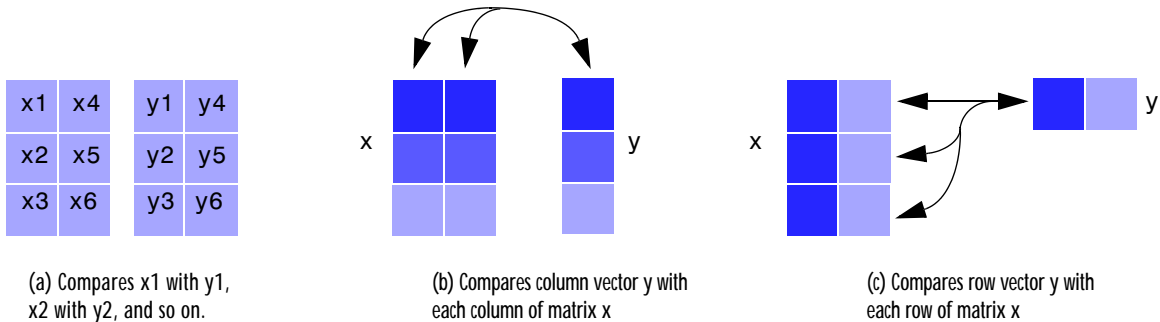 x1 x4 y1 y4
x2 x5 y2 y5
x3 x6 y3 y6
(a) Compares x1 with y1,
x2 with y2, and so on.
x y
(b) Compares column vector y with
each column of matrix x
x y
(c) Compares row vector y with
each row of matrix x